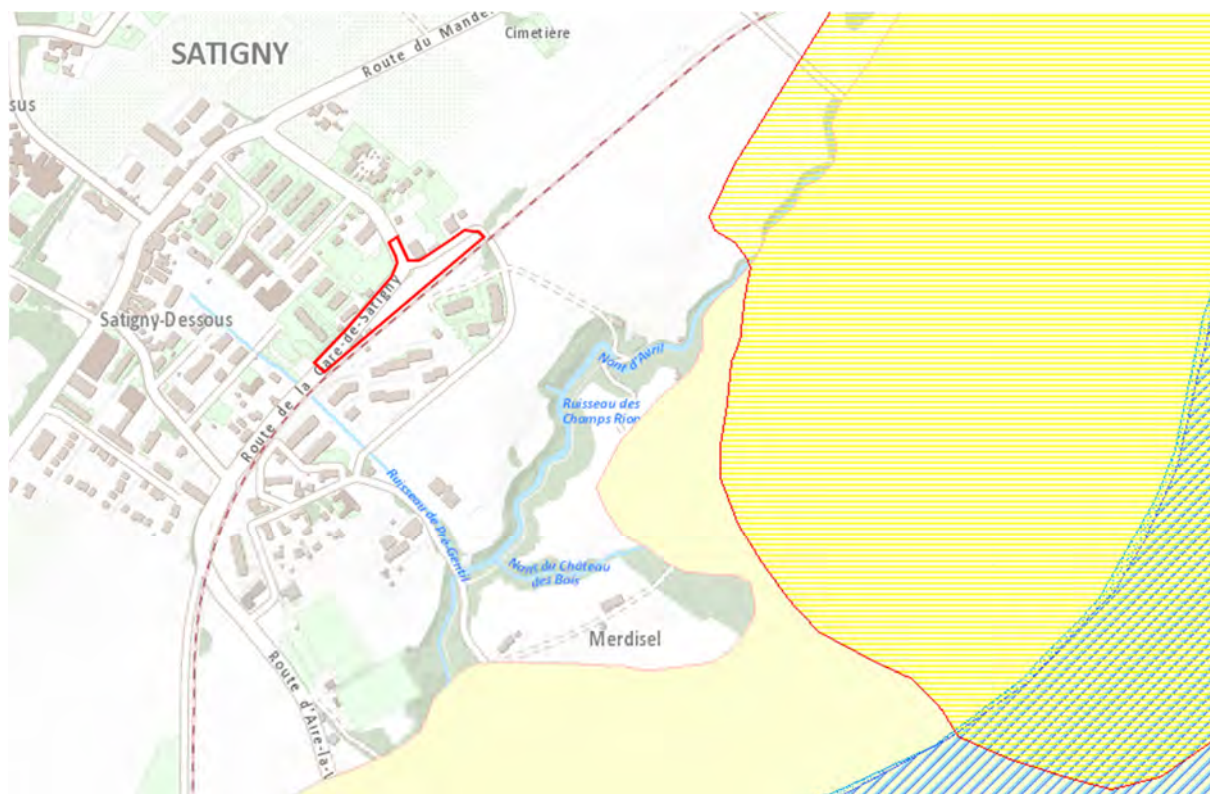 Cimetière
SATIGNY
Route du Mande
sus
Route de la Gare-de-Satigny
Satigny-Dessous
Nant d'Avril
Ruisseau des
Champs Rion
Ruisseau de Pré-Gentil
Nant du Château
des Bois
Merdisel
Route d'Aire-la-V